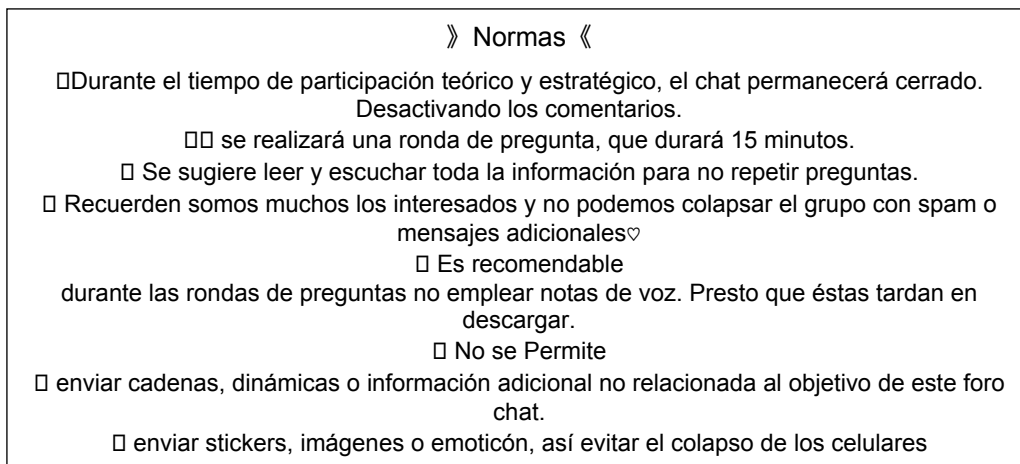 》 Normas 《
▯Durante el tiempo de participación teórico y estratégico, el chat permanecerá cerrado.
Desactivando los comentarios.
▯▯ se realizará una ronda de pregunta, que durará 15 minutos.
▯ Se sugiere leer y escuchar toda la información para no repetir preguntas.
▯ Recuerden somos muchos los interesados y no podemos colapsar el grupo con spam o
mensajes adicionales♡
▯ Es recomendable
durante las rondas de preguntas no emplear notas de voz. Presto que éstas tardan en
descargar.
▯ No se Permite
▯ enviar cadenas, dinámicas o información adicional no relacionada al objetivo de este foro
chat.
▯ enviar stickers, imágenes o emoticón, así evitar el colapso de los celulares